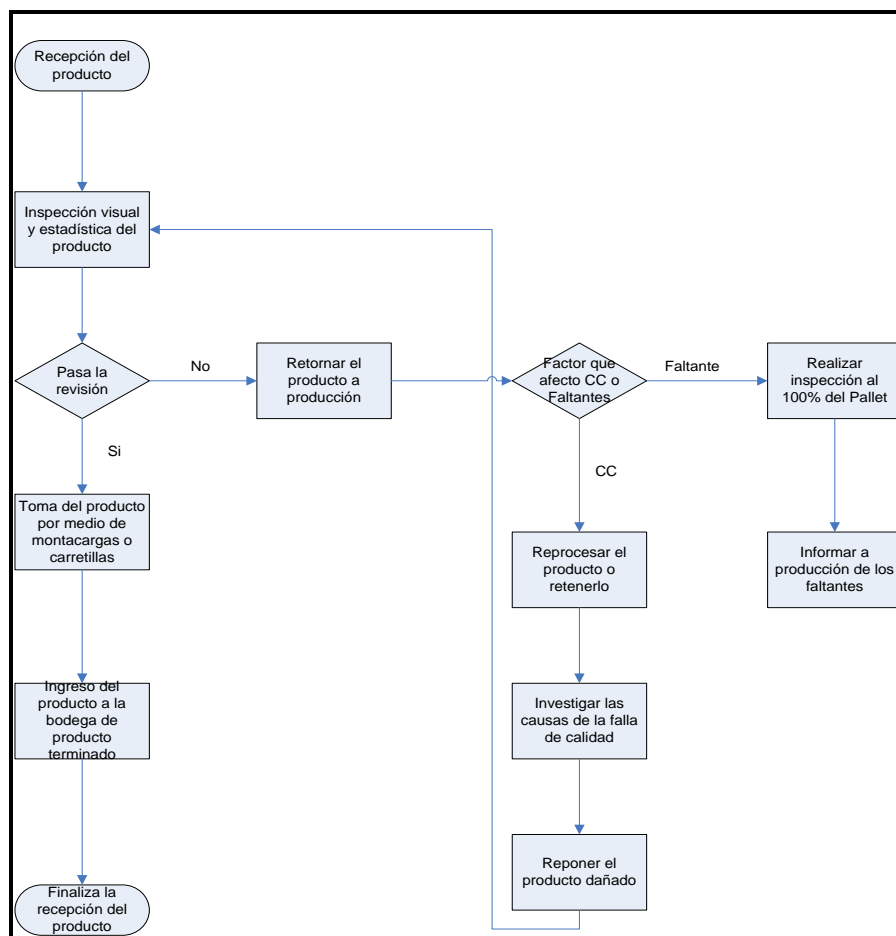 Recepción del
producto
Inspección visual
y estadística del
producto
Pasa la
revisión
No
Retornar el
producto a
producción
Factor que
afecto CC o
Faltantes
Faltante
Realizar
inspección al
100% del Pallet
Si
CC
Toma del producto
por medio de
montacargas o
carretillas
Reprocesar el
producto o
retenerlo
Informar a
producción de los
faltantes
Ingreso del
producto a la
bodega de
producto
terminado
Investigar las
causas de la falla
de calidad
Reponer el
producto dañado
Finaliza la
recepción del
producto